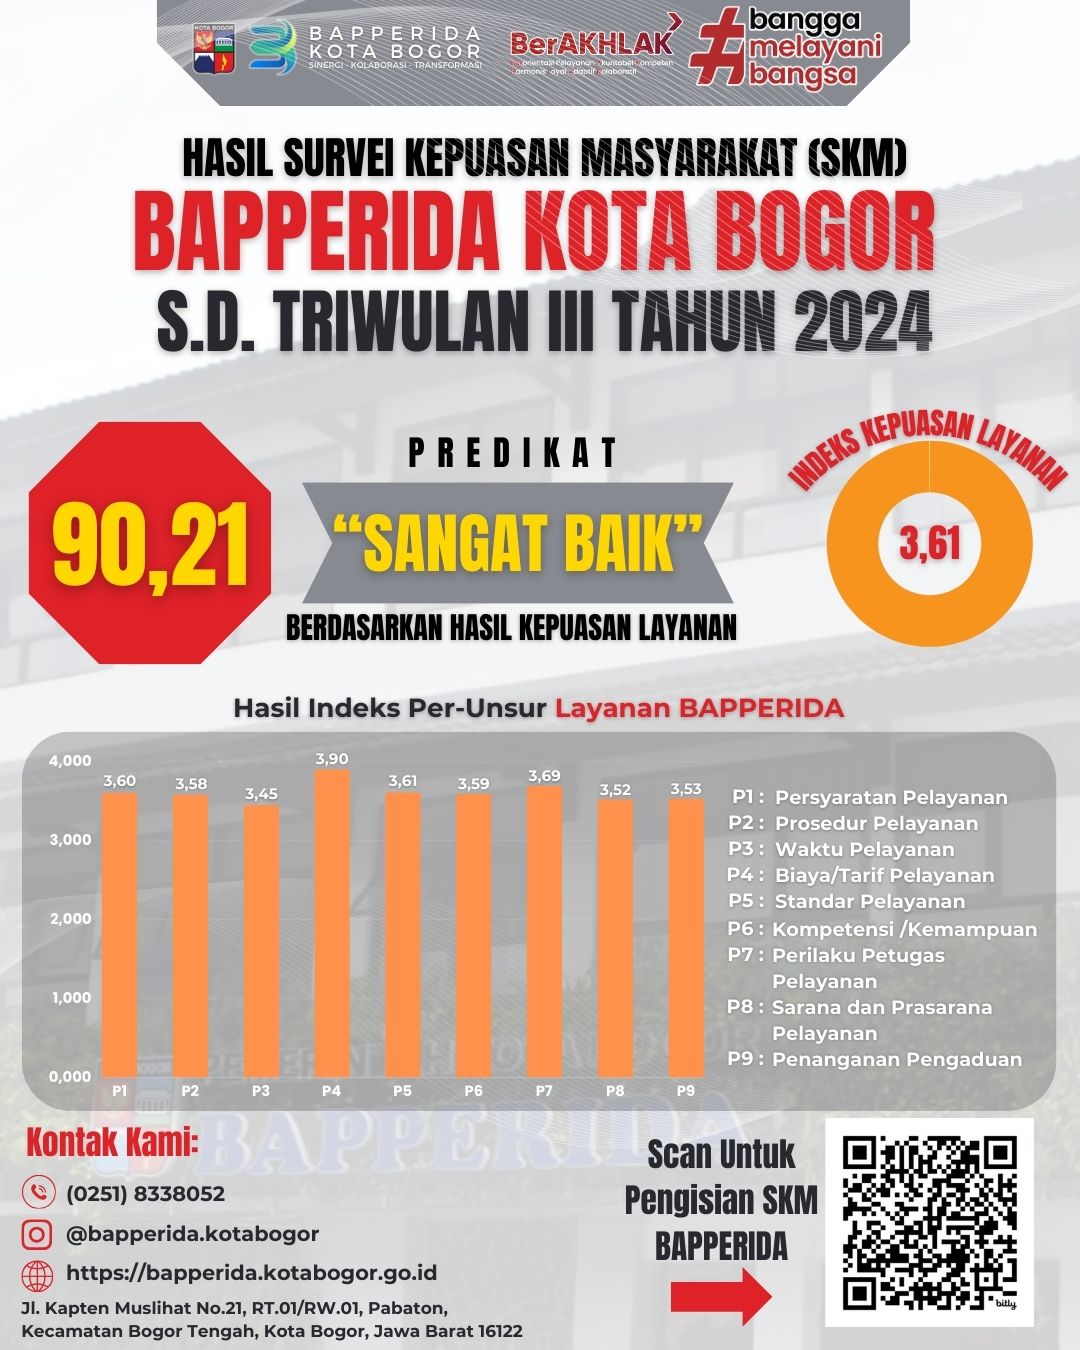 KOTA BOGOR
BAPPERIDA
KOTA BOGOR
SINERGI - KOLABORASI - TRANSFORMASI
BerAKHLAK
#bangga
melayani
bangsa
HASIL SURVEI KEPUASAN MASYARAKAT (SKM)
BAPPERIDA KOTA BOGOR
S.D. TRIWULAN III TAHUN 2024
90,21
PREDIKAT
“SANGAT BAIK”
BERDASARKAN HASIL KEPUASAN LAYANAN
INDEKS KEPUASAN LAYANAN
3,61
Hasil Indeks Per-Unsur Layanan BAPPERIDA
4,000
3,000
2,000
1,000
0,000
3,60
3,58
3,45
3,90
3,61
3,59
3,69
3,52
3,53
P1
P2
P3
P4
P5
P6
P7
P8
P9
P1 : Persyaratan Pelayanan
P2 : Prosedur Pelayanan
P3 : Waktu Pelayanan
P4 : Biaya/Tarif Pelayanan
P5 : Standar Pelayanan
P6 : Kompetensi /Kemampuan
P7 : Perilaku Petugas
Pelayanan
P8 : Sarana dan Prasarana
Pelayanan
P9 : Penanganan Pengaduan
BAPPERIDA
Kontak Kami:
(0251) 8338052
@bapperida.kotabogor
https://bapperida.kotabogor.go.id
Jl. Kapten Muslihat No.21, RT.01/RW.01, Pabaton,
Kecamatan Bogor Tengah, Kota Bogor, Jawa Barat 16122
Scan Untuk
Pengisian SKM
BAPPERIDA
bitly